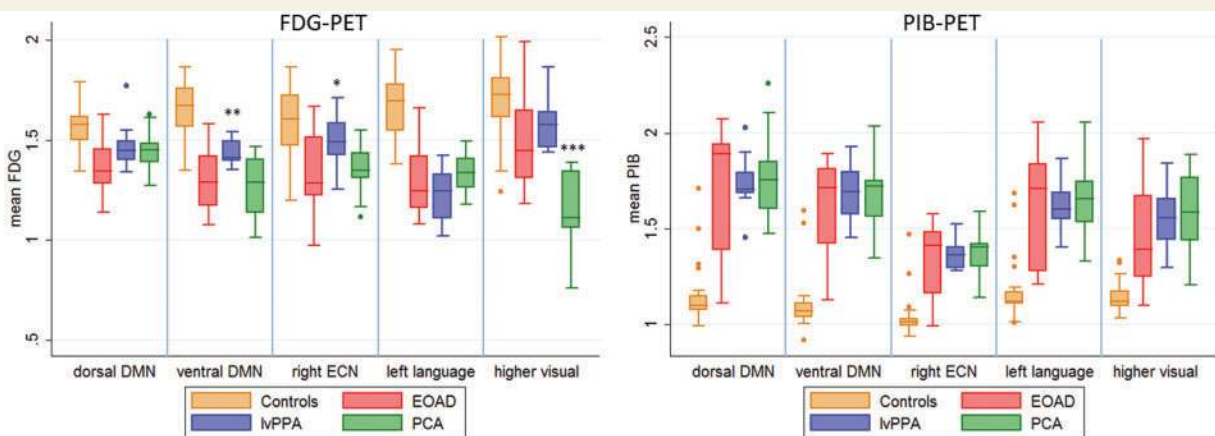 FDG-PET
mean FDG
2
1.5
1
.5
**
*
***
dorsal DMN ventral DMN right ECN left language higher visual
Controls EOAD
lvPPA PCA
PIB-PET
mean PIB
2.5
2
1.5
1
dorsal DMN ventral DMN right ECN left language higher visual
Controls EOAD
lvPPA PCA